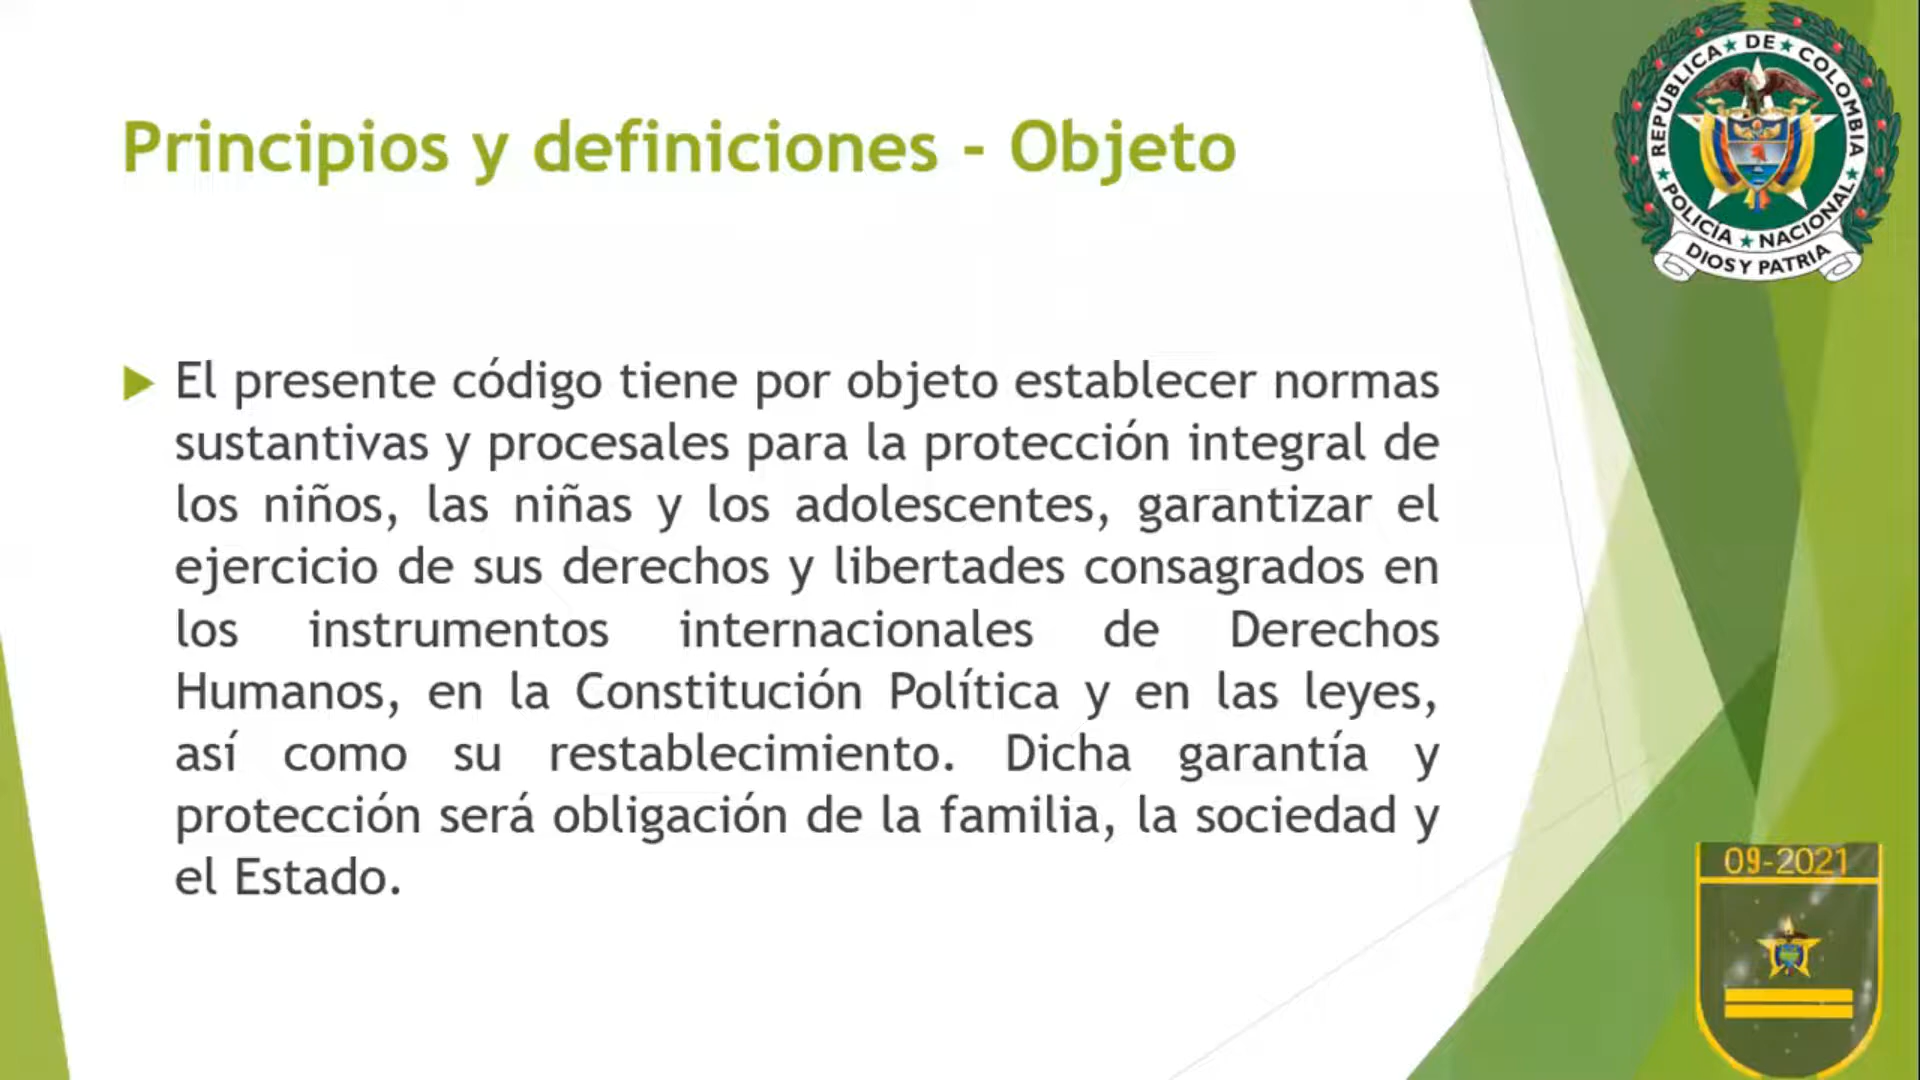 Principios y definiciones - Objeto
REPÚBLICA DE COLOMBIA
POLICÍA NACIONAL
DIOS Y PATRIA
El presente código tiene por objeto establecer normas
sustantivas y procesales para la protección integral de
los niños, las niñas y los adolescentes, garantizar el
ejercicio de sus derechos y libertades consagrados en
los instrumentos internacionales de Derechos
Humanos, en la Constitución Política y en las leyes,
así como su restablecimiento. Dicha garantía y
protección será obligación de la familia, la sociedad y
el Estado.
09-2021